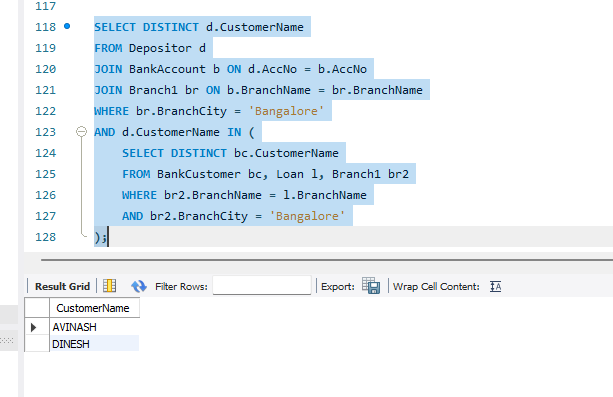 117
118 SELECT DISTINCT d.CustomerName
119 FROM Depositor d
120 JOIN BankAccount b ON d.AccNo = b.AccNo
121 JOIN Branch1 br ON b.BranchName = br.BranchName
122 WHERE br.BranchCity = 'Bangalore'
123 AND d.CustomerName IN (
124 SELECT DISTINCT bc.CustomerName
125 FROM BankCustomer bc, Loan l, Branch1 br2
126 WHERE br2.BranchName = l.BranchName
127 AND br2.BranchCity = 'Bangalore'
128 );
Result Grid Filter Rows: Export: Wrap Cell Content: IA
CustomerName
AVINASH
DINESH